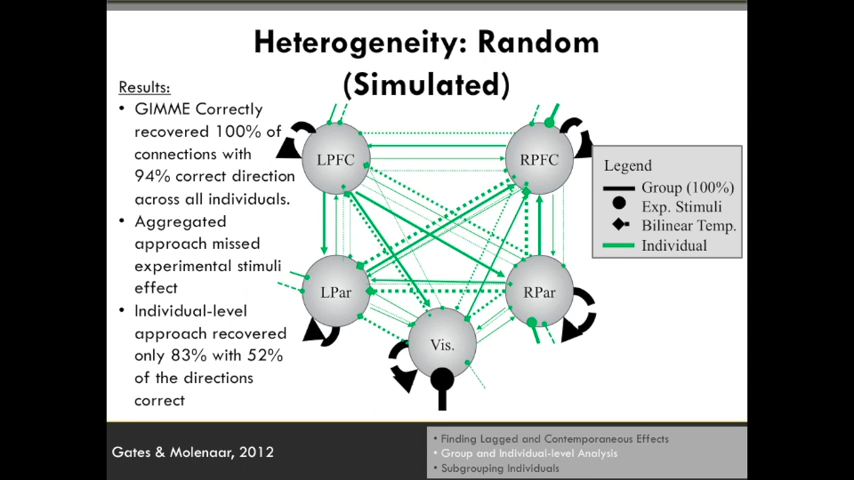 Heterogeneity: Random
(Simulated)
Results:
• GIMME Correctly
recovered 100% of
connections with
94% correct direction
across all individuals.
• Aggregated
approach missed
experimental stimuli
effect
• Individual-level
approach recovered
only 83% with 52%
of the directions
correct
LPFC
RPFC
LPar
RPar
Vis.
Legend
Group (100%)
Exp. Stimuli
Bilinear Temp.
Individual
Gates & Molenaar, 2012
• Finding Lagged and Contemporaneous Effects
• Group and Individual-level Analysis
• Subgrouping Individuals